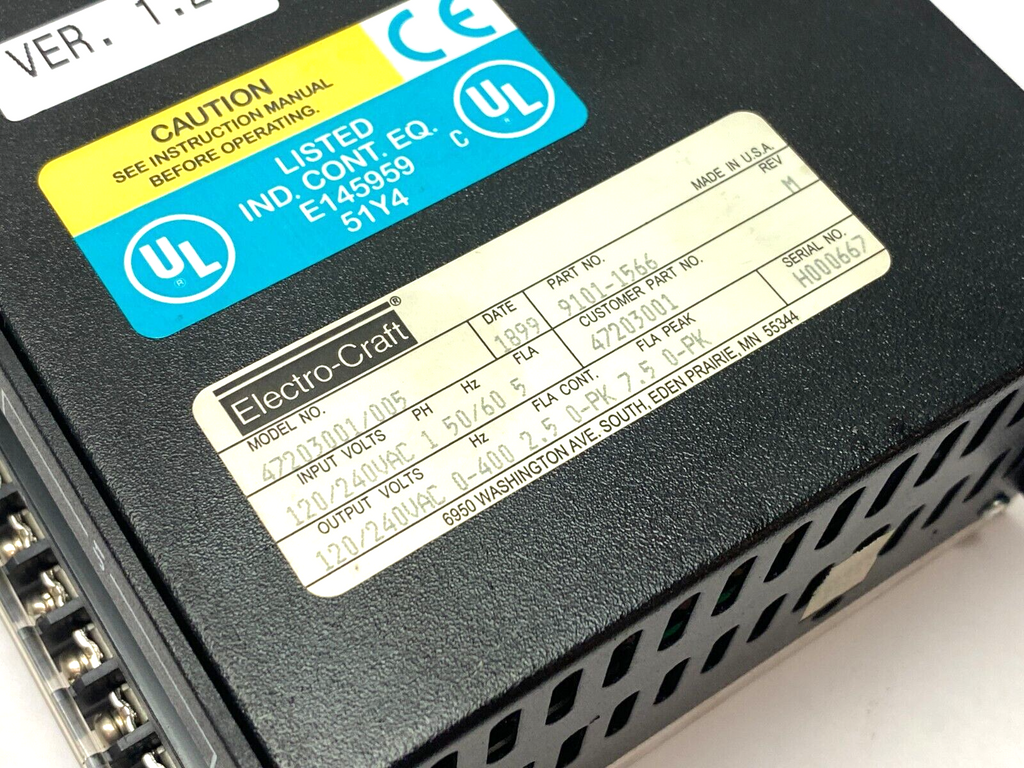 VER. 1.2
CAUTION
SEE INSTRUCTION MANUAL
BEFORE OPERATING.
CE
LISTED
IND. CONT. EQ.
E145959
51Y4
UL ®
C UL ®
Electro-Craft®
MADE IN U.S.A.
DATE PART NO. REV
1899 9101-1566 M
MODEL NO. CUSTOMER PART NO. SERIAL NO.
47203001/005 47203001 H000667
INPUT VOLTS PH Hz FLA
120/240VAC 1 50/60 5
OUTPUT VOLTS Hz FLA CONT. FLA PEAK
120/240VAC 0-400 2.5 0-PK 7.5 0-PK
6950 WASHINGTON AVE. SOUTH, EDEN PRAIRIE, MN 55344